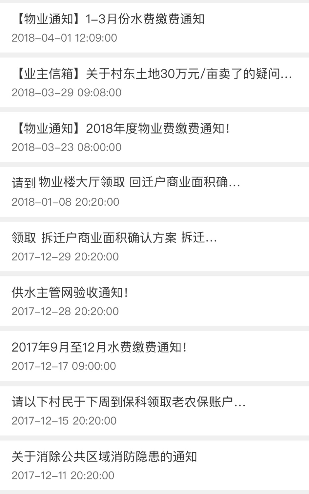 【物业通知】1-3月份水费缴费通知
2018-04-01 12:09:00
【业主信箱】关于村东土地30万元/亩卖了的疑问...
2018-03-29 09:08:00
【物业通知】2018年度物业费缴费通知!
2018-03-23 08:00:00
请到 物业楼大厅领取 回迁户商业面积确...
2018-01-08 20:20:00
领取 拆迁户商业面积确认方案 拆迁...
2017-12-29 20:20:00
供水主管网验收通知!
2017-12-28 20:20:00
2017年9月至12月水费缴费通知!
2017-12-17 09:00:00
请以下村民于下周到保科领取老农保账户...
2017-12-15 20:20:00
关于消除公共区域消防隐患的通知
2017-12-11 20:20:00